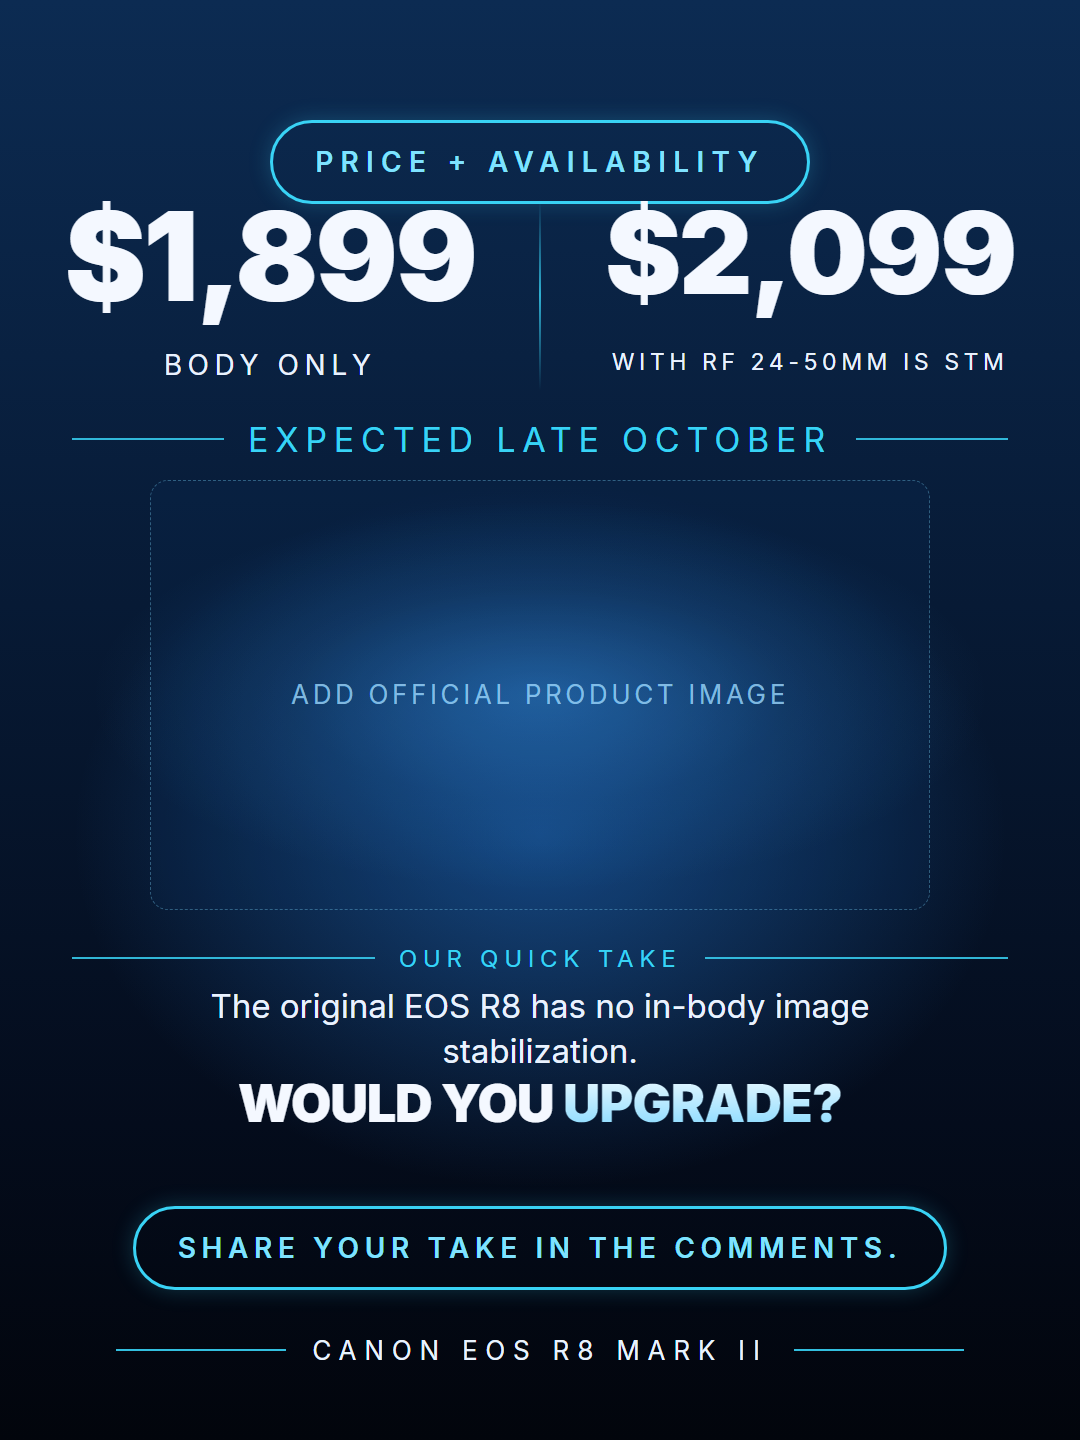 PRICE + AVAILABILITY
$1,899
BODY ONLY
$2,099
WITH RF 24-50MM IS STM
EXPECTED LATE OCTOBER
ADD OFFICIAL PRODUCT IMAGE
OUR QUICK TAKE
The original EOS R8 has no in-body image
stabilization.
WOULD YOU UPGRADE?
SHARE YOUR TAKE IN THE COMMENTS.
CANON EOS R8 MARK II